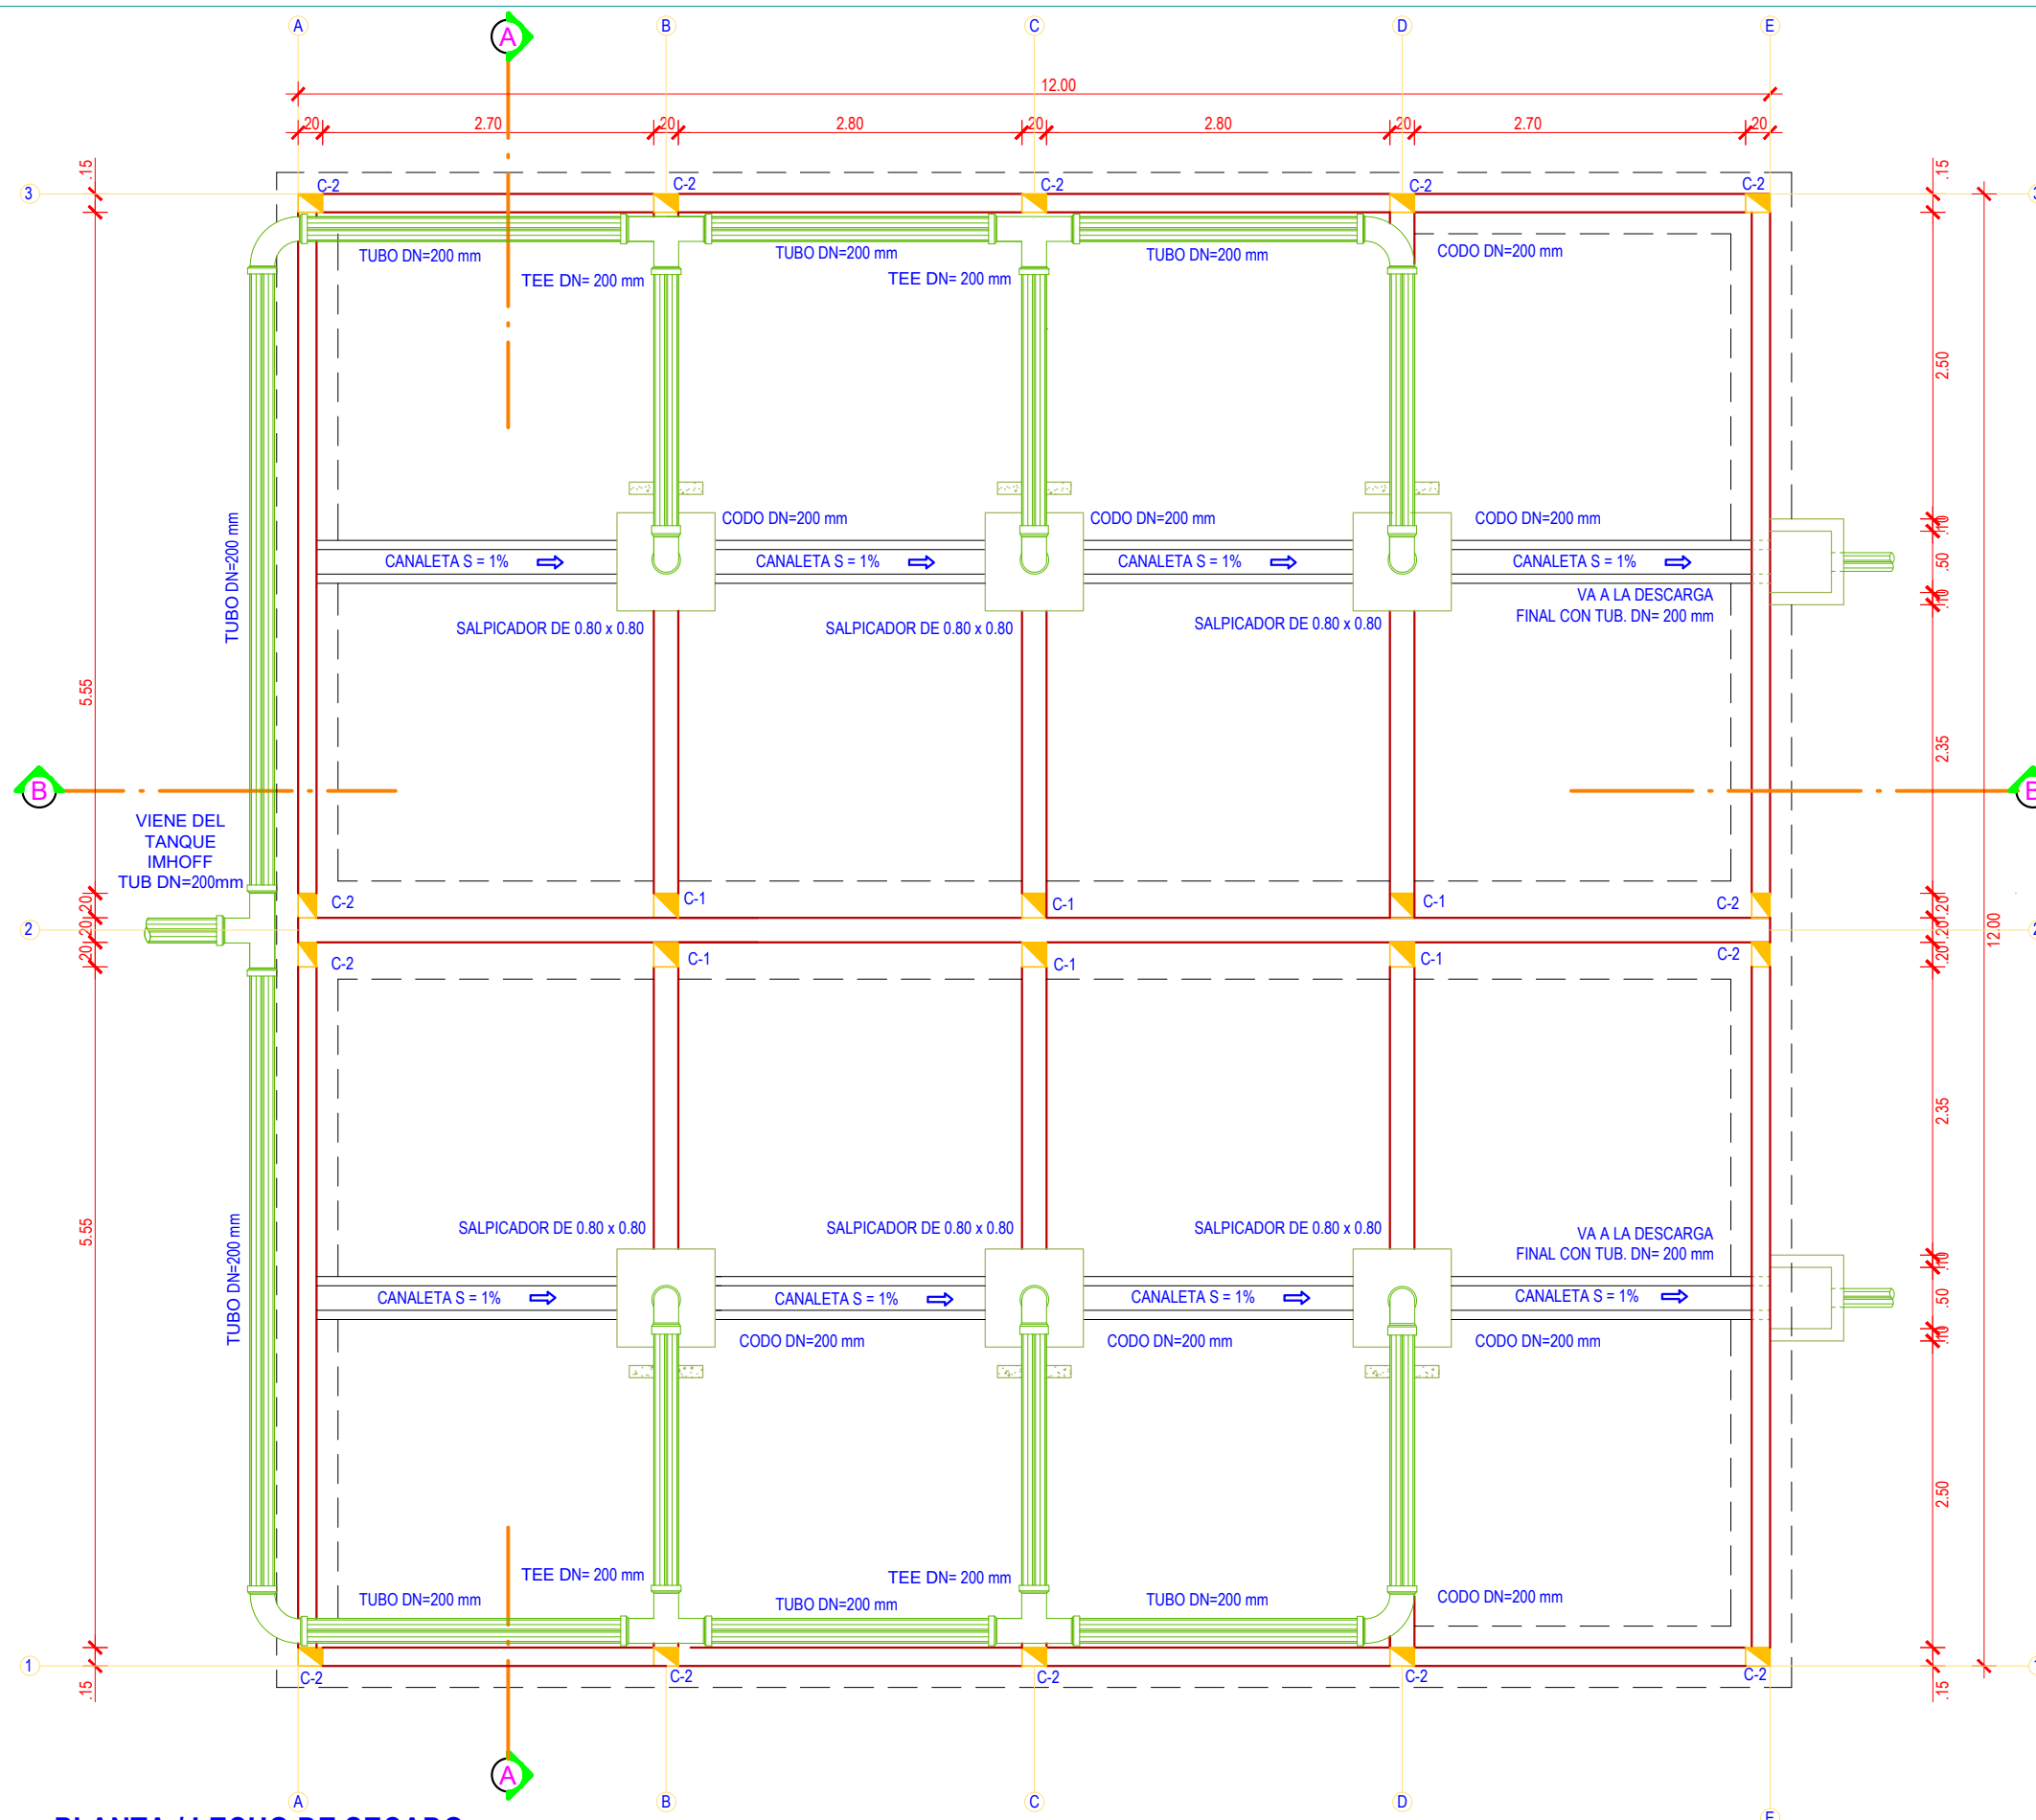 A
A
B
C
D
E
12.00
.20
2.70
.20
2.80
.20
2.80
.20
2.70
.20
.15
.15
3
C-2
C-2
C-2
C-2
C-2
3
TUBO DN=200 mm
TUBO DN=200 mm
TUBO DN=200 mm
CODO DN=200 mm
TEE DN= 200 mm
TEE DN= 200 mm
2.50
TUBO DN=200 mm
CODO DN=200 mm
CODO DN=200 mm
CODO DN=200 mm
.10
CANALETA S = 1%
CANALETA S = 1%
CANALETA S = 1%
CANALETA S = 1%
.50
VA A LA DESCARGA
FINAL CON TUB. DN= 200 mm
.10
SALPICADOR DE 0.80 x 0.80
SALPICADOR DE 0.80 x 0.80
SALPICADOR DE 0.80 x 0.80
5.55
2.35
B
B
VIENE DEL
TANQUE
IMHOFF
TUB DN=200mm
C-2
C-1
C-1
C-1
C-2
.20
.20
.20
.20
.20
.20
2
2
12.00
C-2
C-1
C-1
C-1
C-2
2.35
5.55
TUBO DN=200 mm
SALPICADOR DE 0.80 x 0.80
SALPICADOR DE 0.80 x 0.80
SALPICADOR DE 0.80 x 0.80
VA A LA DESCARGA
FINAL CON TUB. DN= 200 mm
.10
CANALETA S = 1%
CANALETA S = 1%
CANALETA S = 1%
CANALETA S = 1%
.50
CODO DN=200 mm
CODO DN=200 mm
CODO DN=200 mm
.10
2.50
TEE DN= 200 mm
TEE DN= 200 mm
TUBO DN=200 mm
TUBO DN=200 mm
TUBO DN=200 mm
CODO DN=200 mm
1
1
C-2
C-2
C-2
C-2
C-2
.15
.15
A
A
B
C
D
E
PLANTA / LECHO DE SECADO